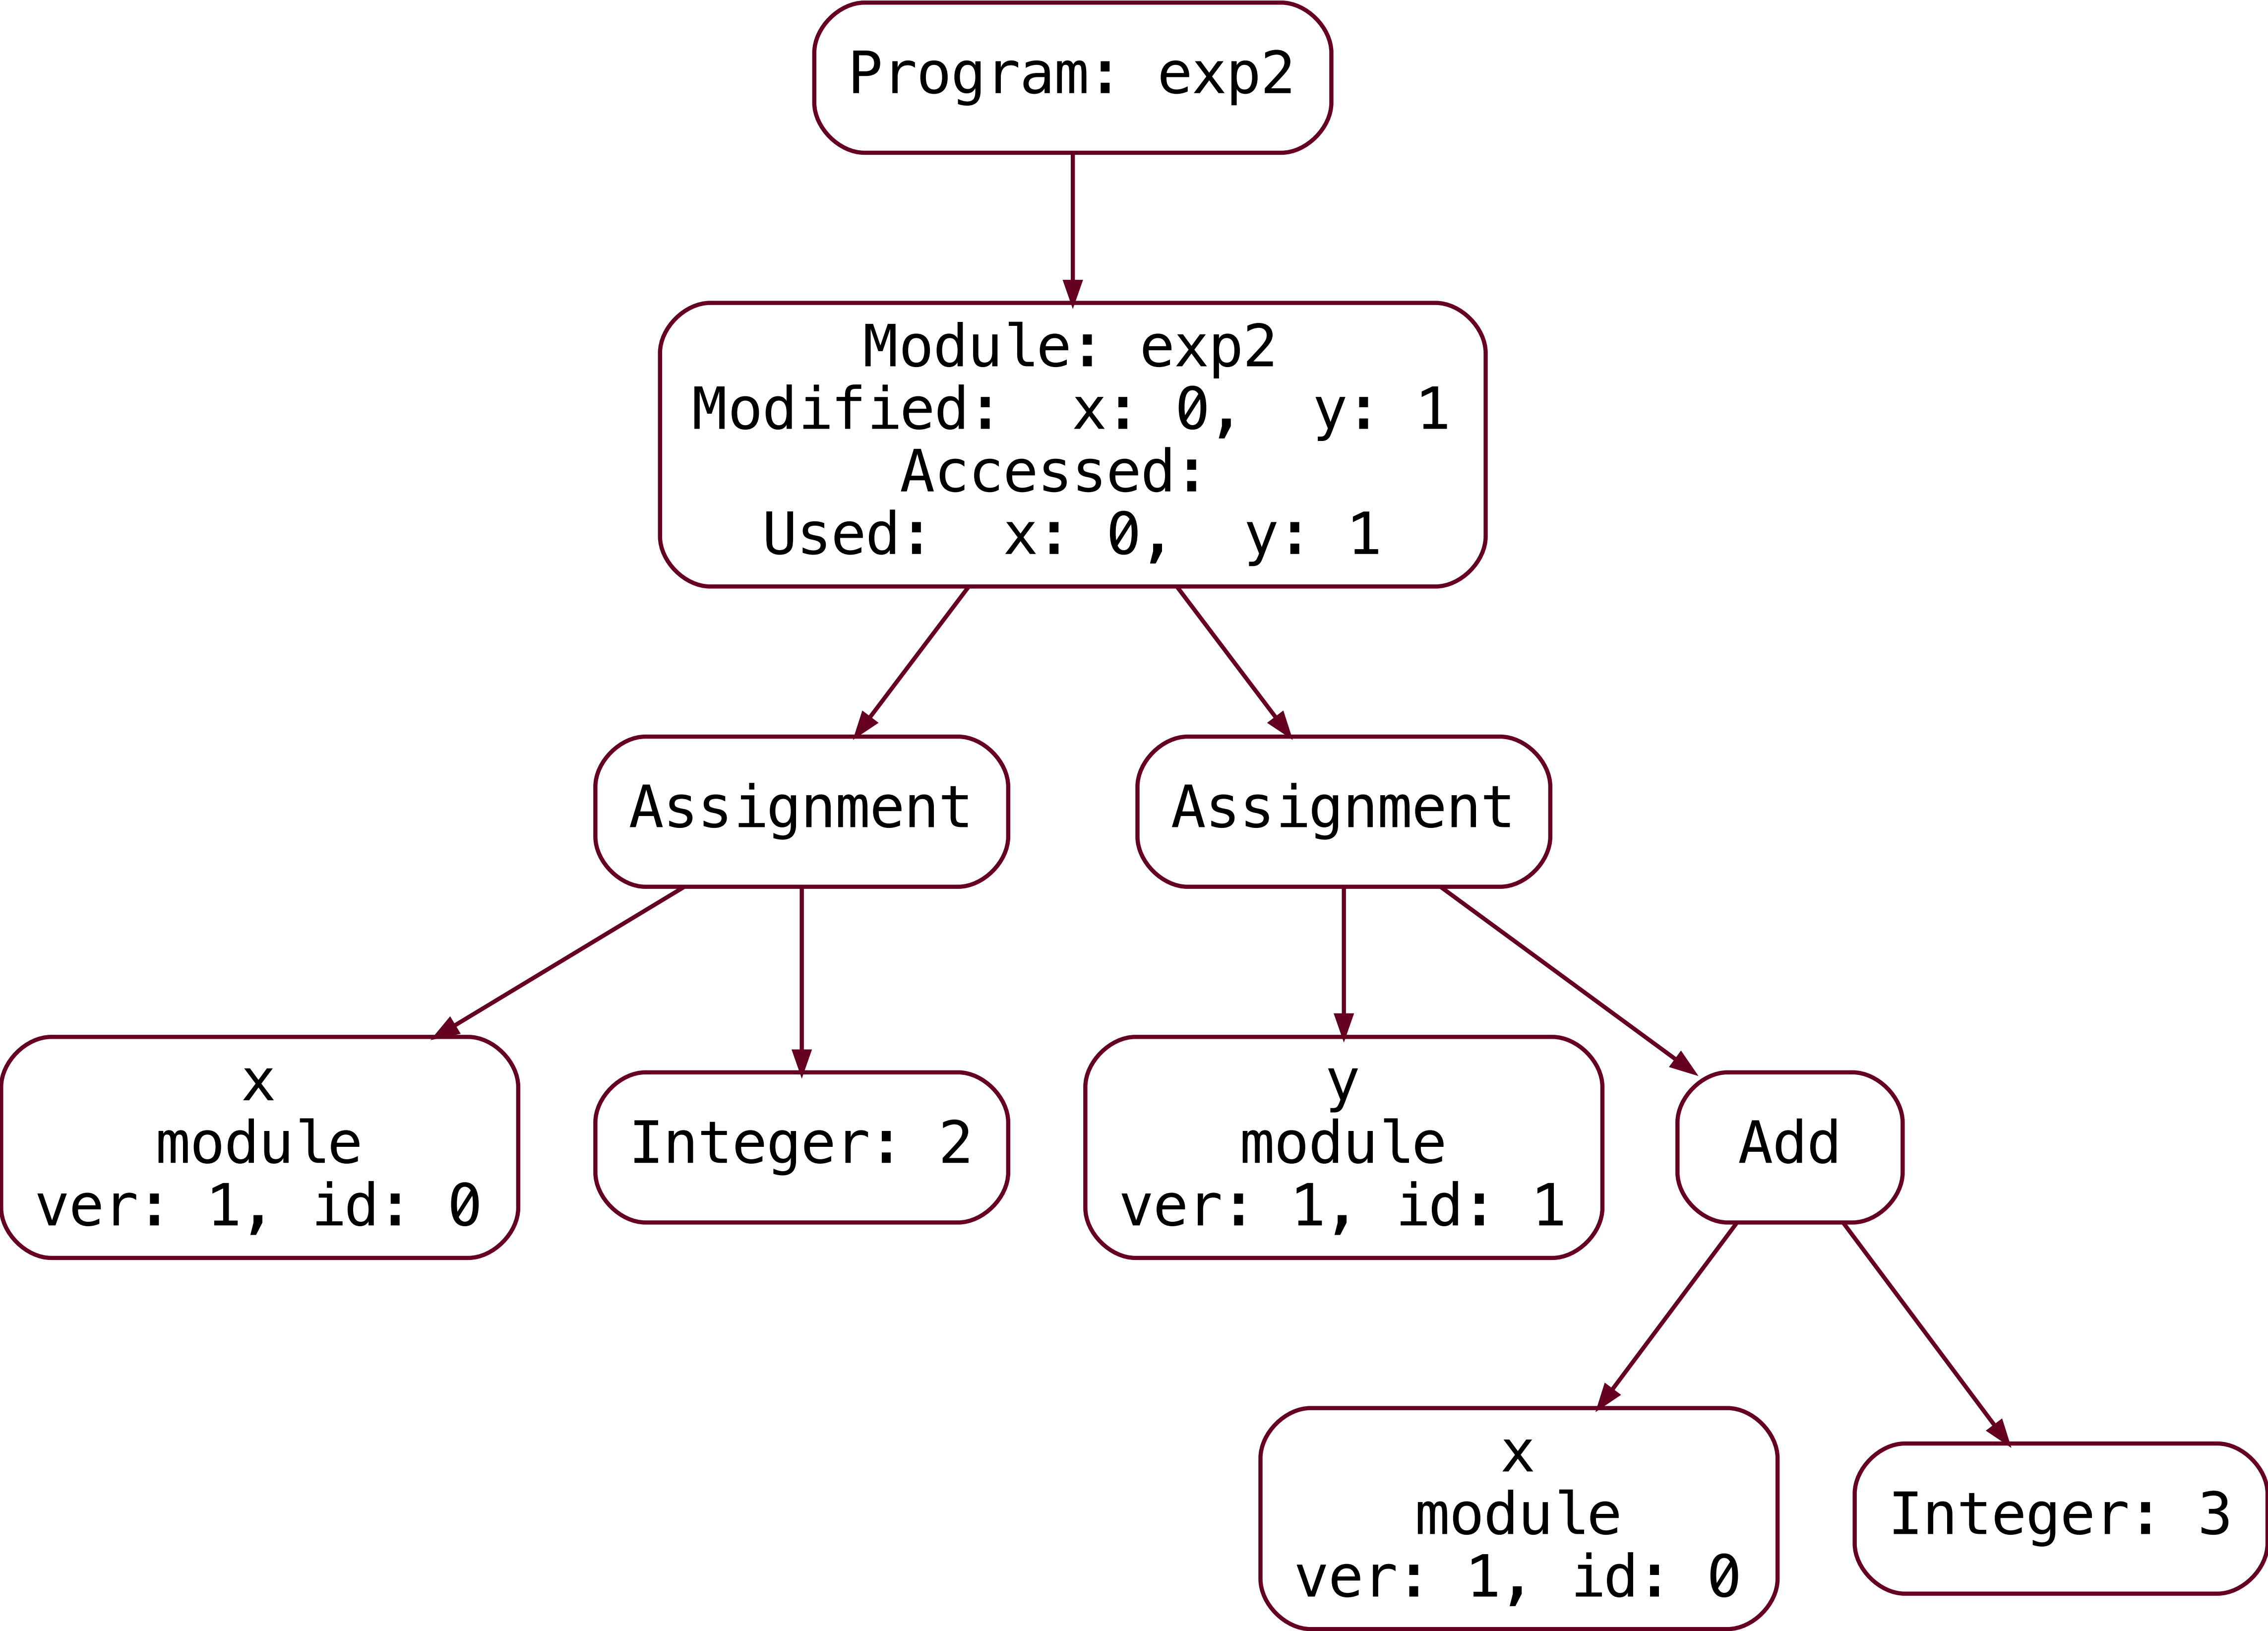 Program: exp2
Module: exp2
Modified:  x: 0,  y: 1
Accessed:
Used:  x: 0,  y: 1
Assignment
Assignment
x
module
ver: 1, id: 0
Integer: 2
y
module
ver: 1, id: 1
Add
x
module
ver: 1, id: 0
Integer: 3